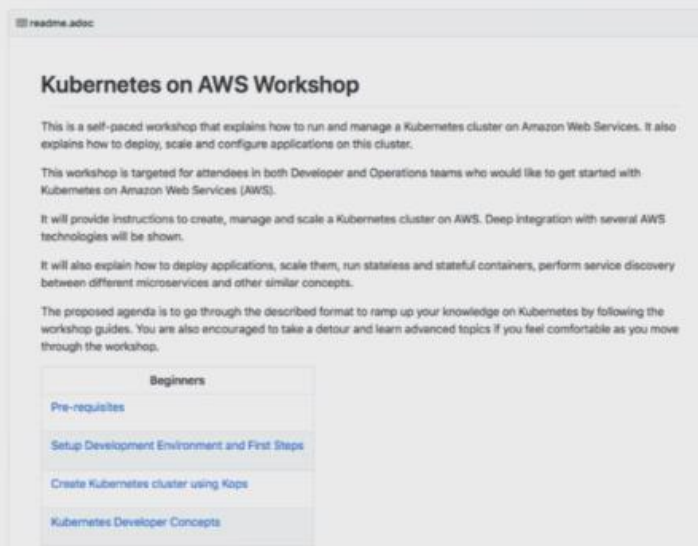 readme.adoc
Kubernetes on AWS Workshop
This is a self-paced workshop that explains how to run and manage a Kubernetes cluster on Amazon Web Services. It also
explains how to deploy, scale and configure applications on this cluster.
This workshop is targeted for attendees in both Developer and Operations teams who would like to get started with
Kubernetes on Amazon Web Services (AWS).
It will provide instructions to create, manage and scale a Kubernetes cluster on AWS. Deep integration with several AWS
technologies will be shown.
It will also explain how to deploy applications, scale them, run stateless and stateful containers, perform service discovery
between different microservices and other similar concepts.
The proposed agenda is to go through the described format to ramp up your knowledge on Kubernetes by following the
workshop guides. You are also encouraged to take a detour and learn advanced topics if you feel comfortable as you move
through the workshop.
Beginners
Pre-requisites
Setup Development Environment and First Steps
Create Kubernetes cluster using Kops
Kubernetes Developer Concepts